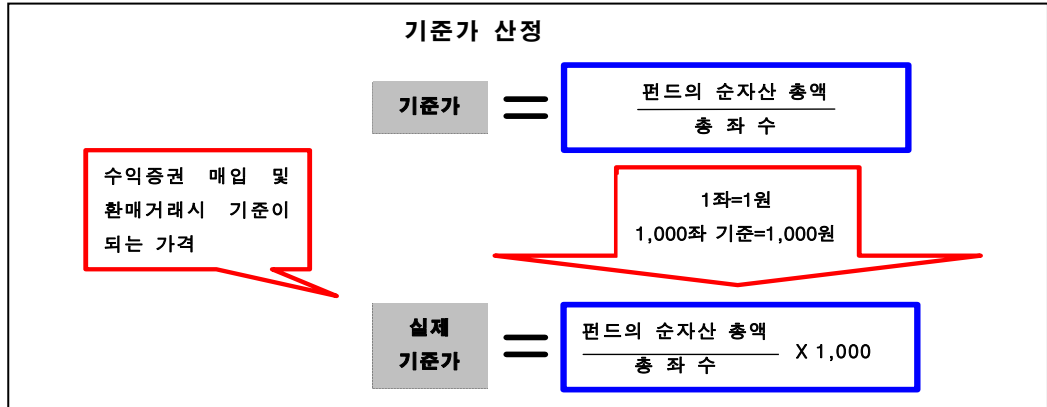 기준가 산정
기준가 = 펀드의 순자산 총액
총 좌 수
수익증권 매입 및
환매거래시 기준이
되는 가격
1좌=1원
1,000좌 기준=1,000원
실제
기준가 = 펀드의 순자산 총액
총 좌 수 X 1,000